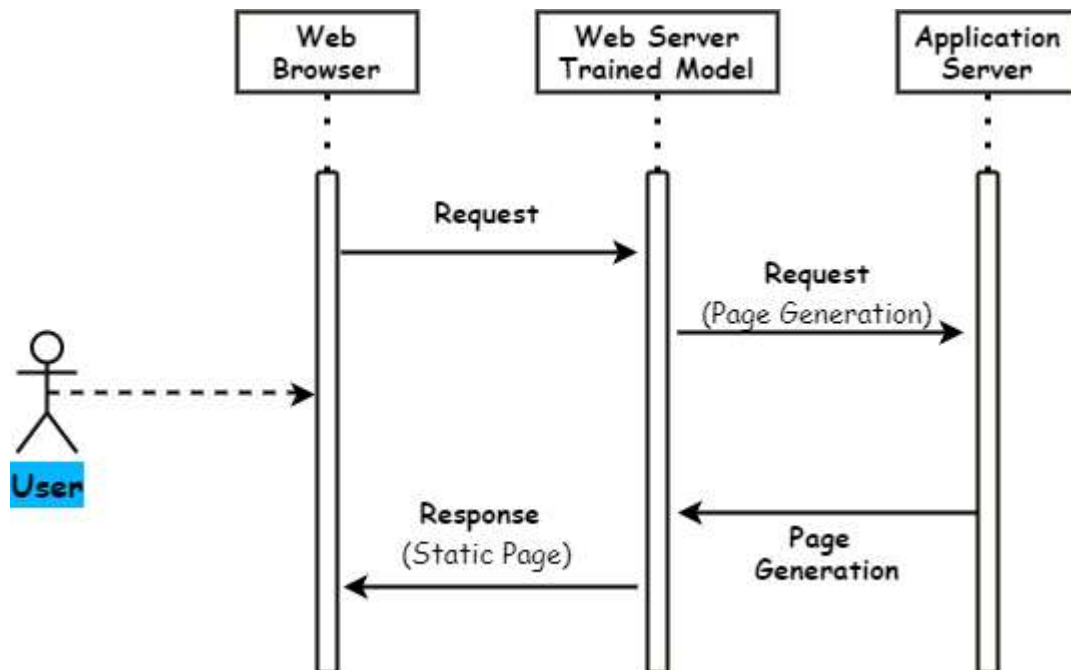 Web
Browser
Web Server
Trained Model
Application
Server
Request
Request
(Page Generation)
User
Response
(Static Page)
Page
Generation